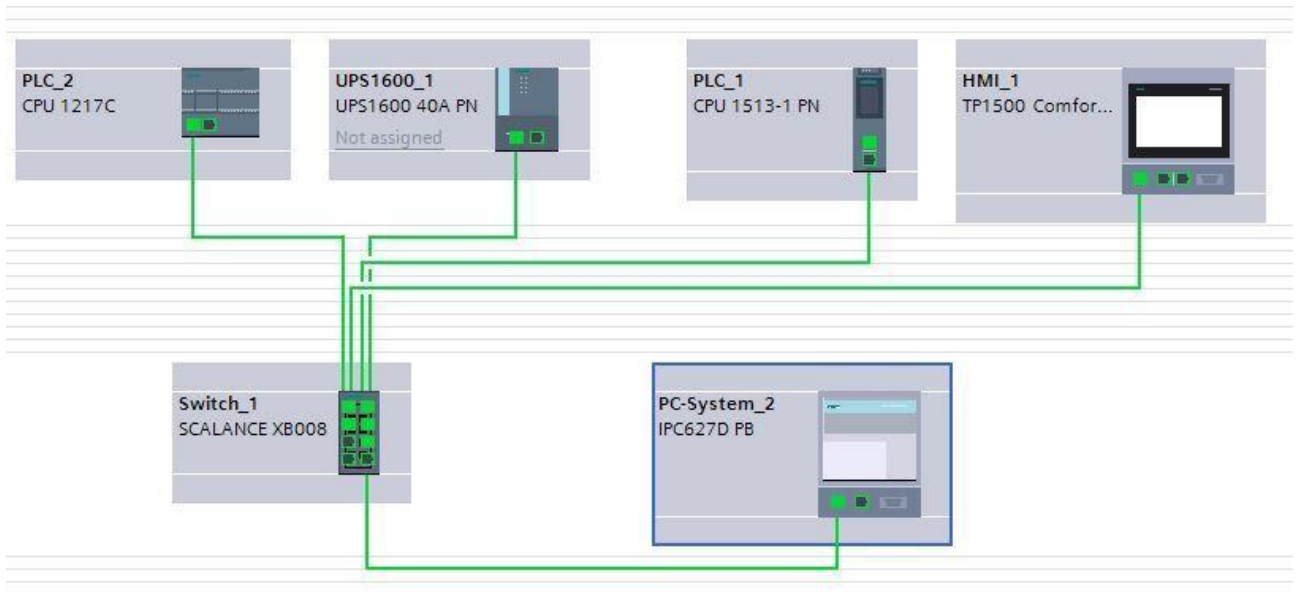 PLC_2
CPU 1217C
UPS1600_1
UPS1600 40A PN
Not assigned
PLC_1
CPU 1513-1 PN
HMI_1
TP1500 Comfor...
Switch_1
SCALANCE XB008
PC-System_2
IPC627D PB